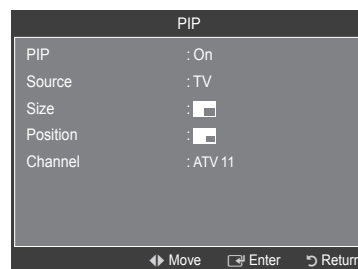 PIP
PIP : On
Source : TV
Size :
Position :
Channel : ATV 11
Move Enter Return